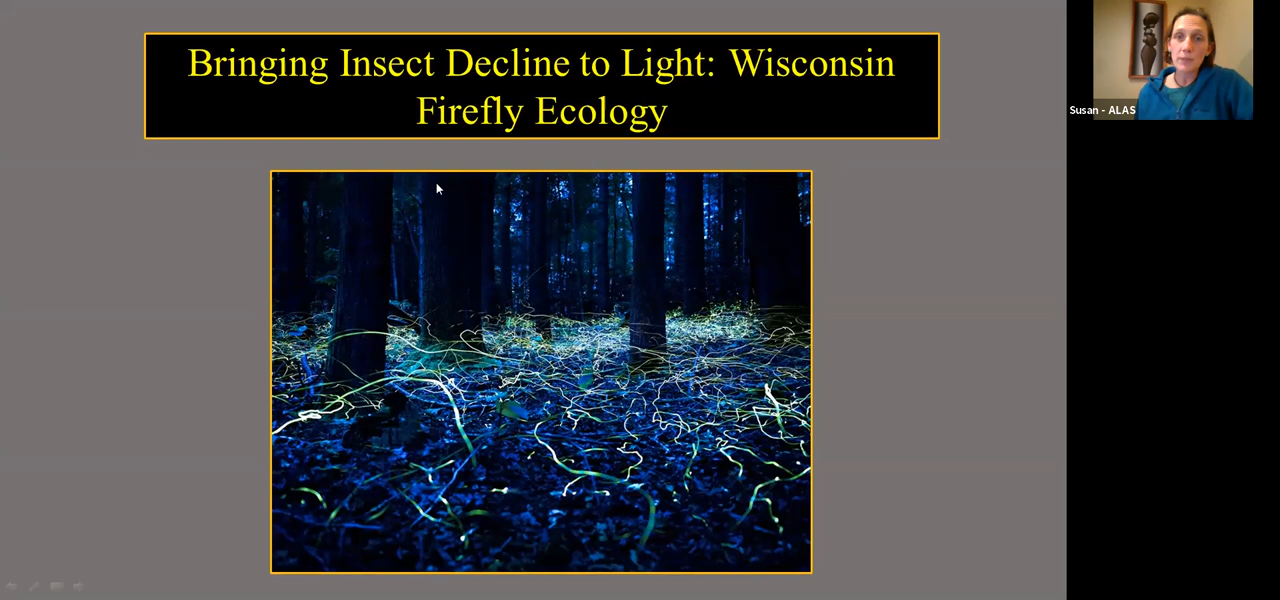 Bringing Insect Decline to Light: Wisconsin
Firefly Ecology
Susan - ALAS